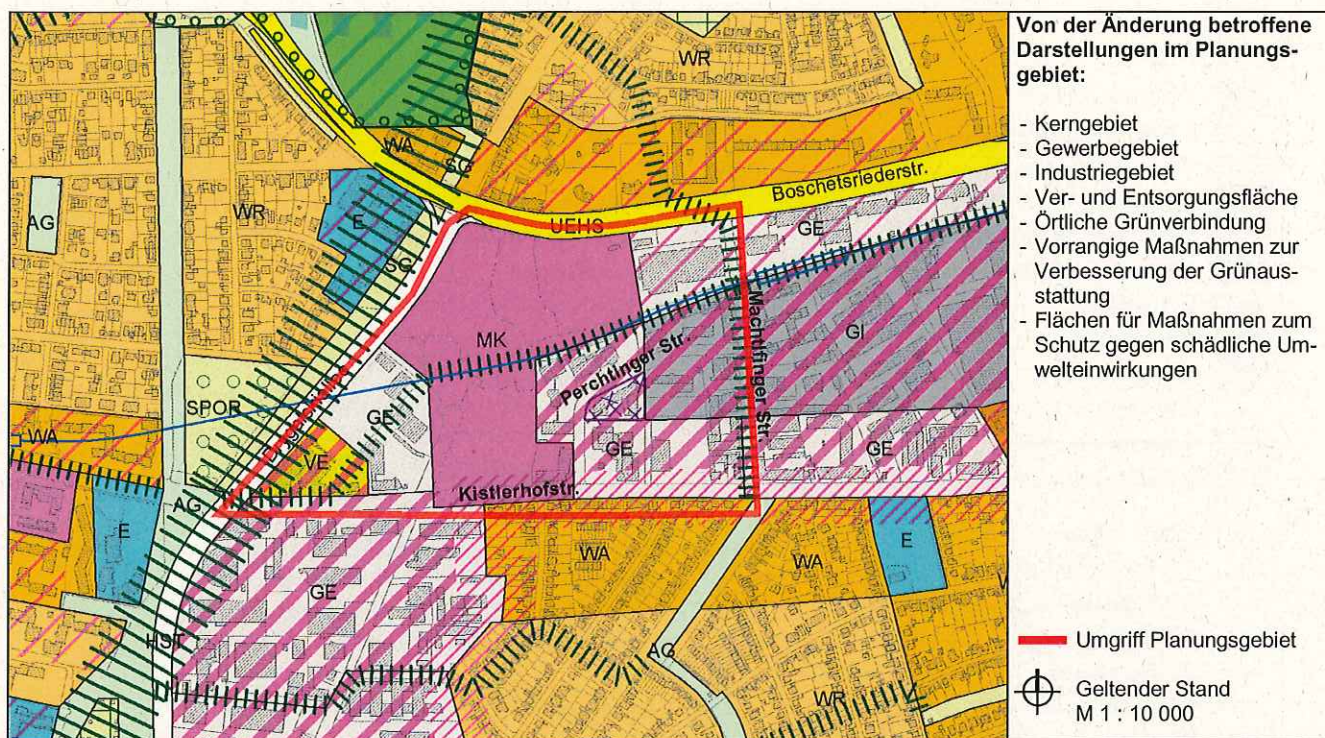 WR
WA
SG
Boschetsriederstr.
AG
WR
E
UEHS
GE
SG
MK
Machtlfinger Str.
GI
Perchtinger Str.
SPOR
GE
WA
VE
GE
GE
Kistlerhofstr.
AG
E
WA
WA
E
GE
HST
AG
WR
Von der Änderung betroffene
Darstellungen im Planungs-
gebiet:
- Kerngebiet
- Gewerbegebiet
- Industriegebiet
- Ver- und Entsorgungsfläche
- Örtliche Grünverbindung
- Vorrangige Maßnahmen zur
Verbesserung der Grünaus-
stattung
- Flächen für Maßnahmen zum
Schutz gegen schädliche Um-
welteinwirkungen
Umgriff Planungsgebiet
Geltender Stand
M 1 : 10 000